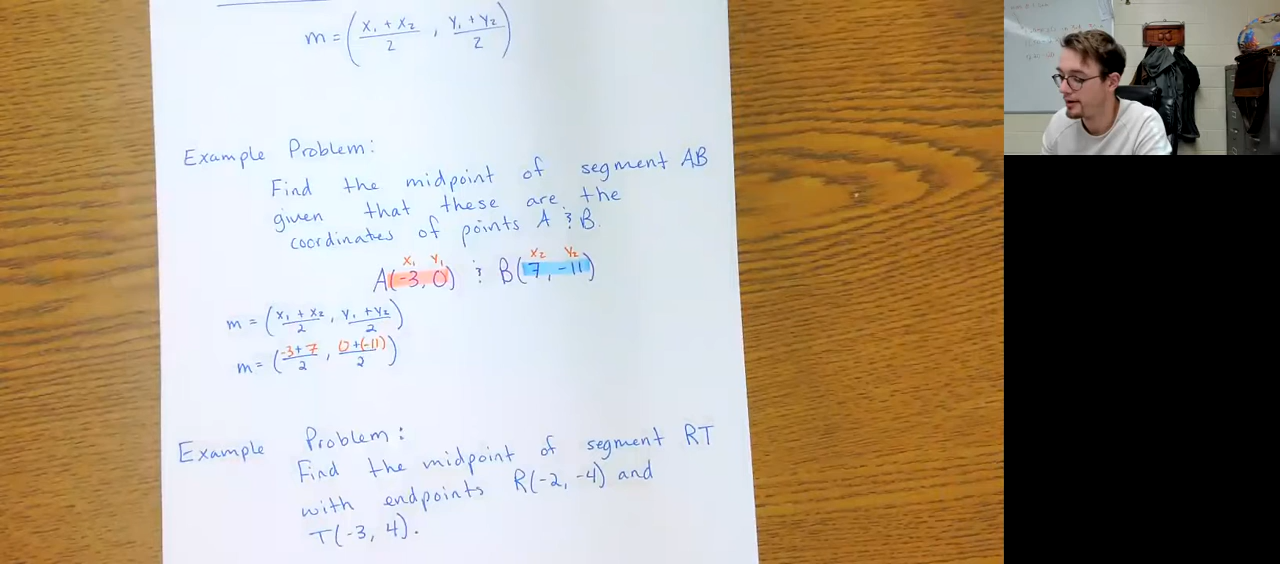 m = (x₁ + x₂ / 2 , y₁ + y₂ / 2)
Example Problem:
Find the midpoint of segment AB
given that these are the
coordinates of points A & B.
x₁ y₁ x₂ y₂
A(-3, 0) & B(7, -11)
m = (x₁ + x₂ / 2 , y₁ + y₂ / 2)
m = (-3 + 7 / 2 , 0 + (-11) / 2)
Example Problem:
Find the midpoint of segment RT
with endpoints R(-2, -4) and
T(-3, 4).